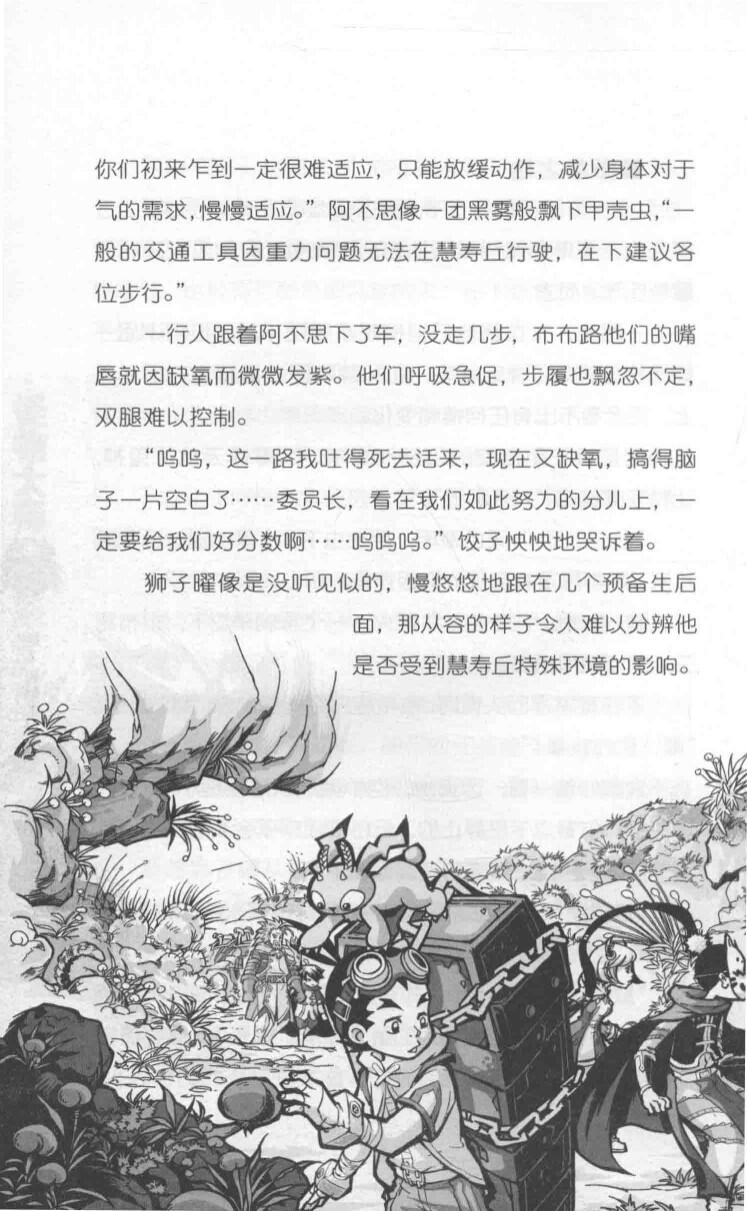 你们初来乍到一定很难适应，只能放缓动作，减少身体对于
气的需求，慢慢适应。”阿不思像一团黑雾般飘下甲壳虫，“一
般的交通工具因重力问题无法在慧寿丘行驶，在下建议各
位步行。”
一行人跟着阿不思下了车，没走几步，布布路他们的嘴
唇就因缺氧而微微发紫。他们呼吸急促，步履也飘忽不定，
双腿难以控制。
“呜呜，这一路我吐得死去活来，现在又缺氧，搞得脑
子一片空白了……委员长，看在我们如此努力的分儿上，一
定要给我们好分数啊……呜呜呜。”饺子怏怏地哭诉着。
狮子曜像是没听见似的，慢悠悠地跟在几个预备生后
面，那从容的样子令人难以分辨他
是否受到慧寿丘特殊环境的影响。